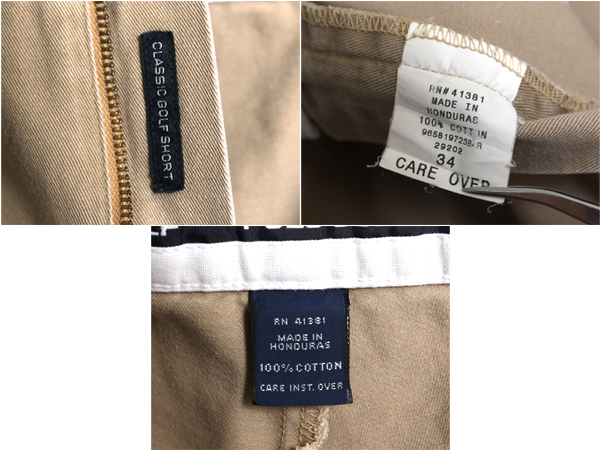 CLASSIC GOLF SHORT
RN# 41381
MADE IN
HONDURAS
100% COTTON
29202
34
CARE OVER
RN 41381
MADE IN
HONDURAS
100% COTTON
CARE INST. OVER